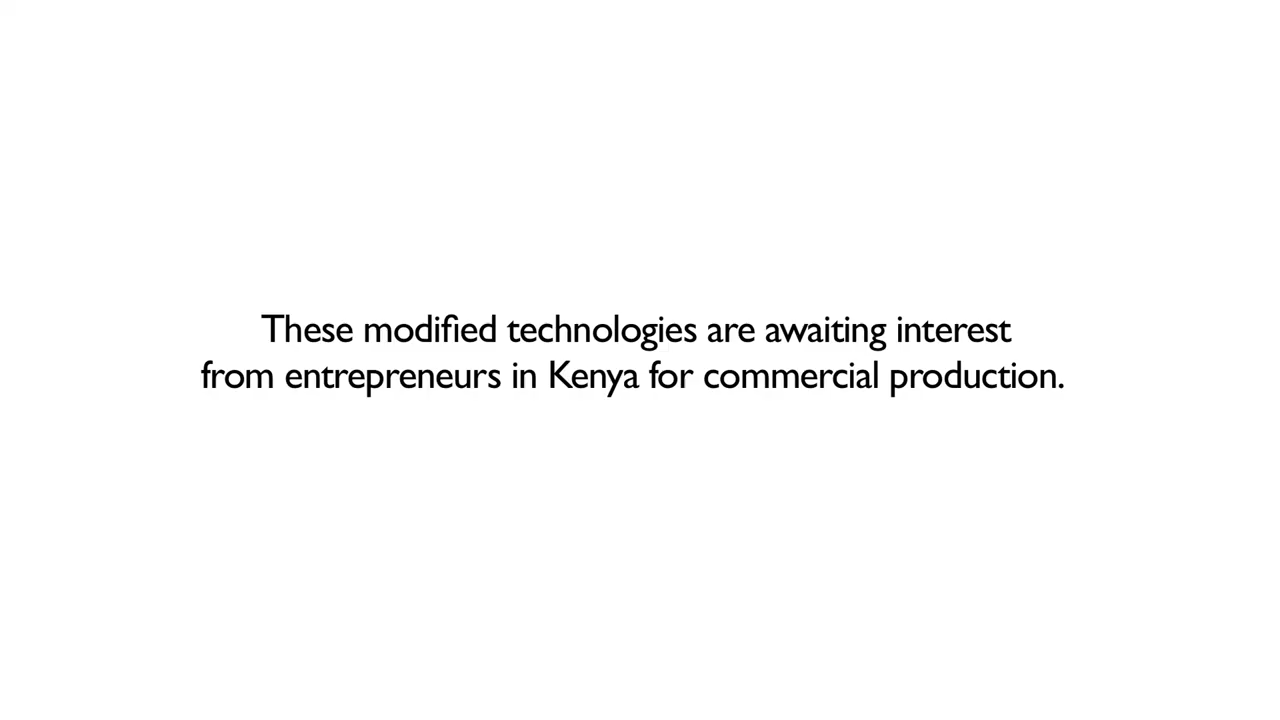 These modified technologies are awaiting interest
from entrepreneurs in Kenya for commercial production.